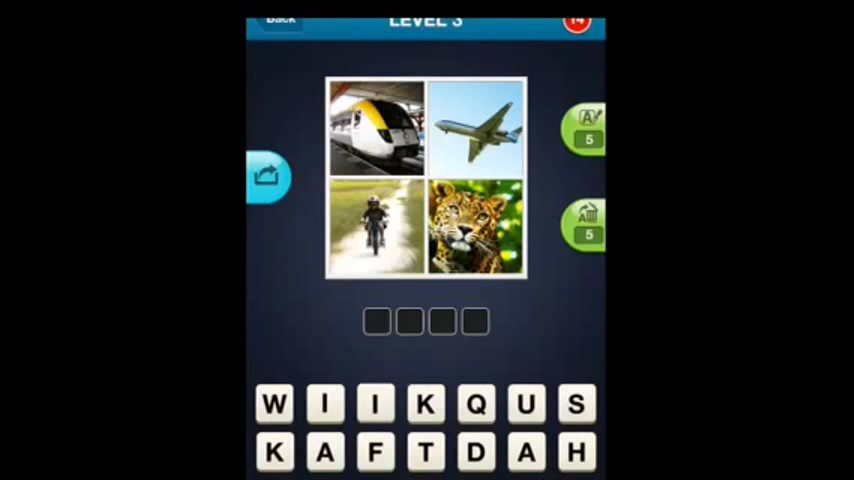 Back LEVEL 3 14
5
5
W I I K Q U S
K A F T D A H